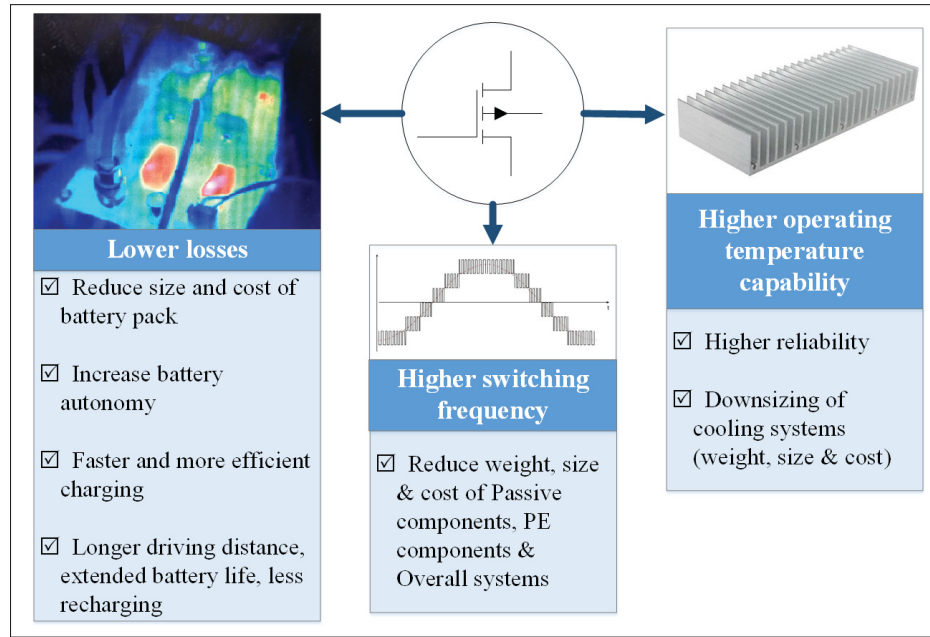 Lower losses
☑ Reduce size and cost of
battery pack
☑ Increase battery
autonomy
☑ Faster and more efficient
charging
☑ Longer driving distance,
extended battery life, less
recharging
t
Higher switching
frequency
☑ Reduce weight, size
& cost of Passive
components, PE
components &
Overall systems
Higher operating
temperature
capability
☑ Higher reliability
☑ Downsizing of
cooling systems
(weight, size & cost)